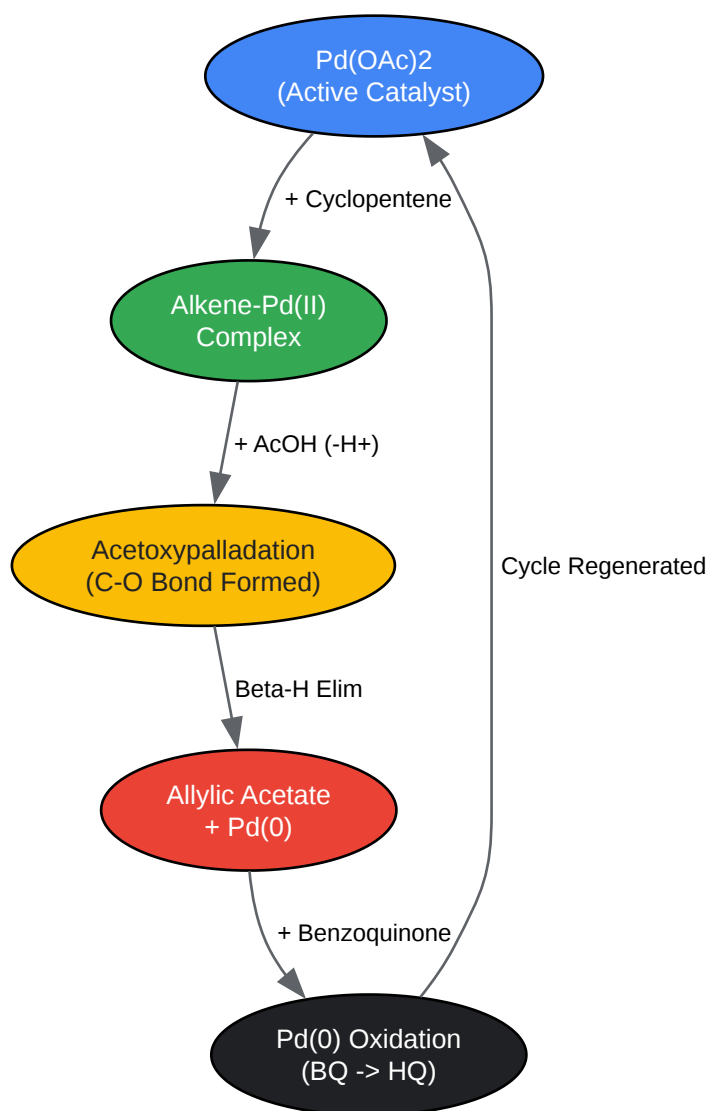 Pd(OAc)2
(Active Catalyst)
+ Cyclopentene
Alkene-Pd(II)
Complex
+ AcOH (-H+)
Acetoxypalladation
(C-O Bond Formed)
Cycle Regenerated
Beta-H Elim
Allylic Acetate
+ Pd(0)
+ Benzoquinone
Pd(0) Oxidation
(BQ -> HQ)